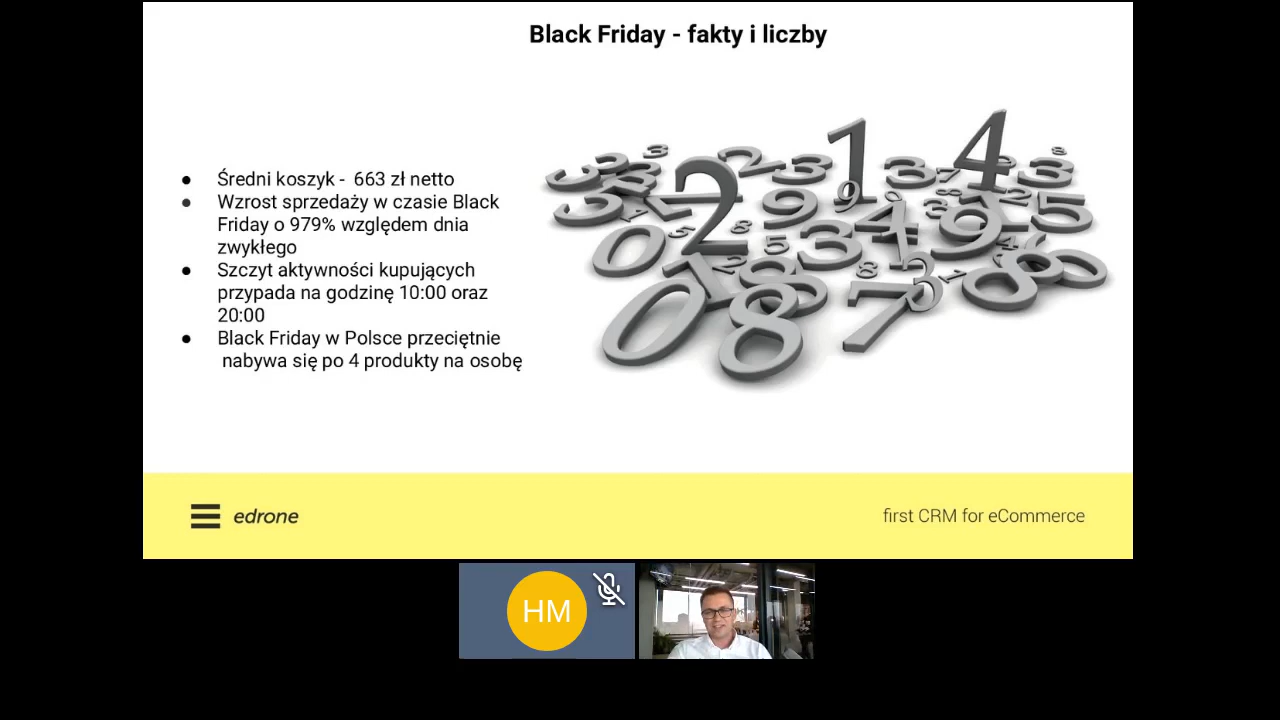 Black Friday - fakty i liczby
● Średni koszyk - 663 zł netto
● Wzrost sprzedaży w czasie Black
Friday o 979% względem dnia
zwykłego
● Szczyt aktywności kupujących
przypada na godzinę 10:00 oraz
20:00
● Black Friday w Polsce przeciętnie
nabywa się po 4 produkty na osobę
edrone
first CRM for eCommerce
HM